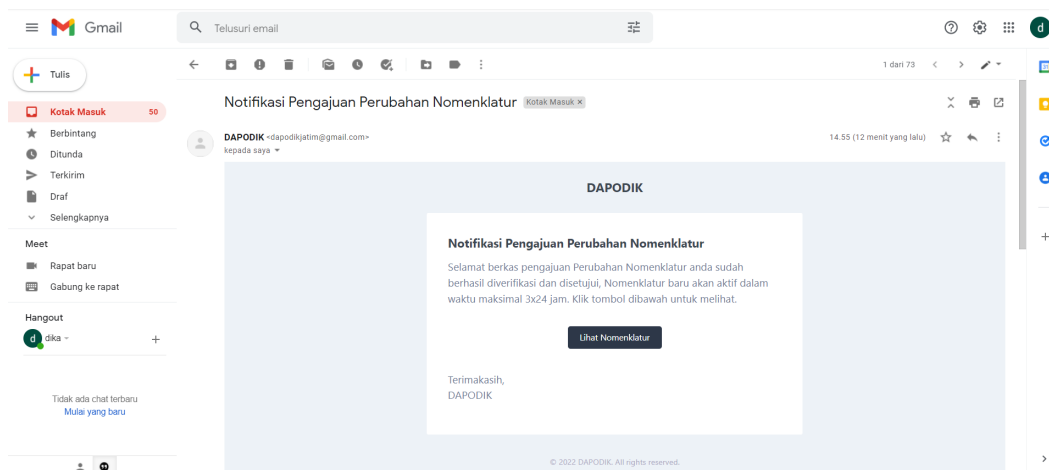 Gmail
Telusuri email
d
Tulis
1 dari 73
Kotak Masuk 50
Berbintang
Ditunda
Terkirim
Draf
Selengkapnya
Meet
Rapat baru
Gabung ke rapat
Hangout
d dika
Tidak ada chat terbaru
Mulai yang baru
Notifikasi Pengajuan Perubahan Nomenklatur Kotak Masuk ×
DAPODIK <dapodikjatim@gmail.com>
14.55 (12 menit yang lalu)
kepada saya
DAPODIK
Notifikasi Pengajuan Perubahan Nomenklatur
Selamat berkas pengajuan Perubahan Nomenklatur anda sudah
berhasil diverifikasi dan disetujui, Nomenklatur baru akan aktif dalam
waktu maksimal 3x24 jam. Klik tombol dibawah untuk melihat.
Lihat Nomenklatur
Terimakasih,
DAPODIK
© 2022 DAPODIK. All rights reserved.